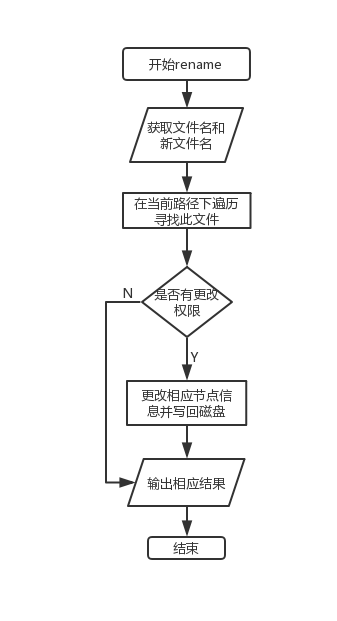 开始rename
获取文件名和
新文件名
在当前路径下遍历
寻找此文件
是否有更改
权限
N
Y
更改相应节点信
息并写回磁盘
输出相应结果
结束